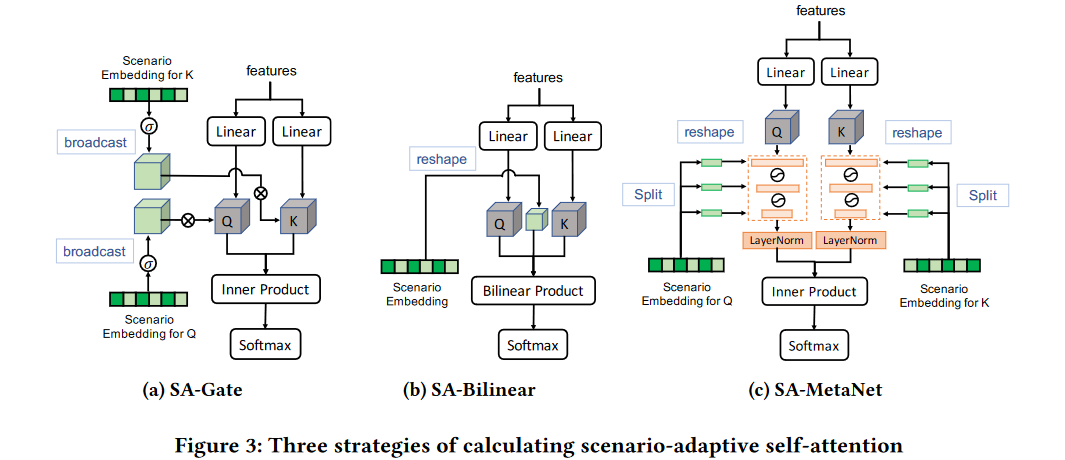 Scenario
Embedding for K
features
σ
broadcast
Linear
Linear
Q
K
broadcast
σ
Scenario
Embedding for Q
Inner Product
Softmax
(a) SA-Gate
features
Linear
Linear
reshape
Q
K
Scenario
Embedding
Bilinear Product
Softmax
(b) SA-Bilinear
features
Linear
Linear
reshape
Q
K
reshape
Split
Split
LayerNorm
LayerNorm
Scenario
Embedding for Q
Inner Product
Scenario
Embedding for K
Softmax
(c) SA-MetaNet
Figure 3: Three strategies of calculating scenario-adaptive self-attention